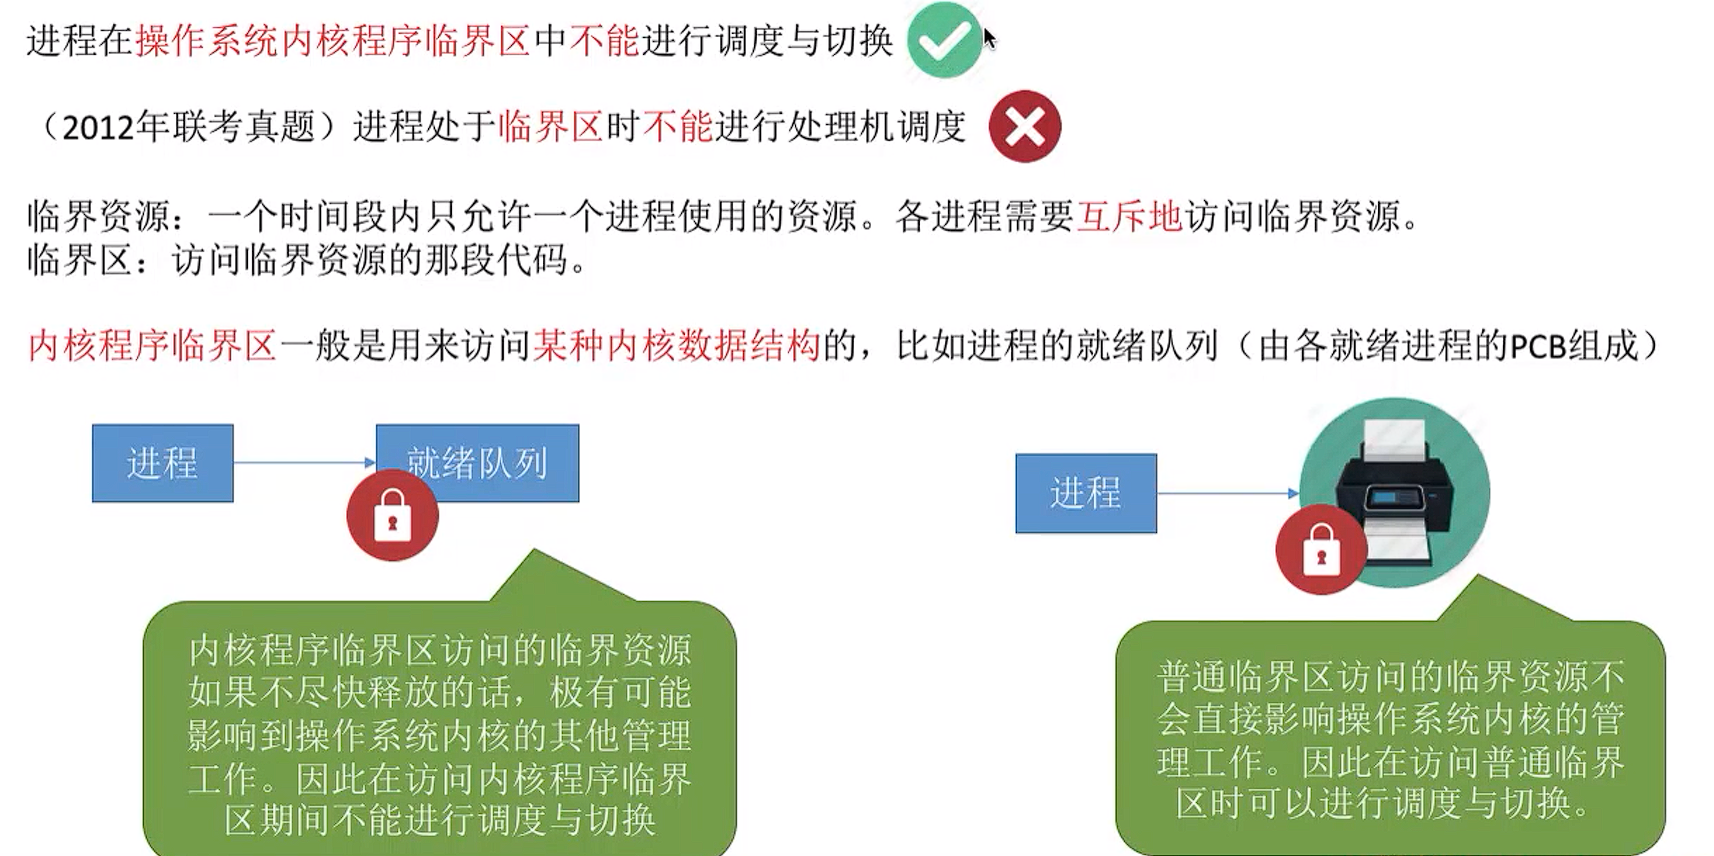 进程在操作系统内核程序临界区中不能进行调度与切换
（2012年联考真题）进程处于临界区时不能进行处理机调度
临界资源：一个时间段内只允许一个进程使用的资源。各进程需要互斥地访问临界资源。
临界区：访问临界资源的那段代码。
内核程序临界区一般是用来访问某种内核数据结构的，比如进程的就绪队列（由各就绪进程的PCB组成）
进程
就绪队列
内核程序临界区访问的临界资源
如果不尽快释放的话，极有可能
影响到操作系统内核的其他管理
工作。因此在访问内核程序临界
区期间不能进行调度与切换
进程
普通临界区访问的临界资源不
会直接影响操作系统内核的管
理工作。因此在访问普通临界
区时可以进行调度与切换。